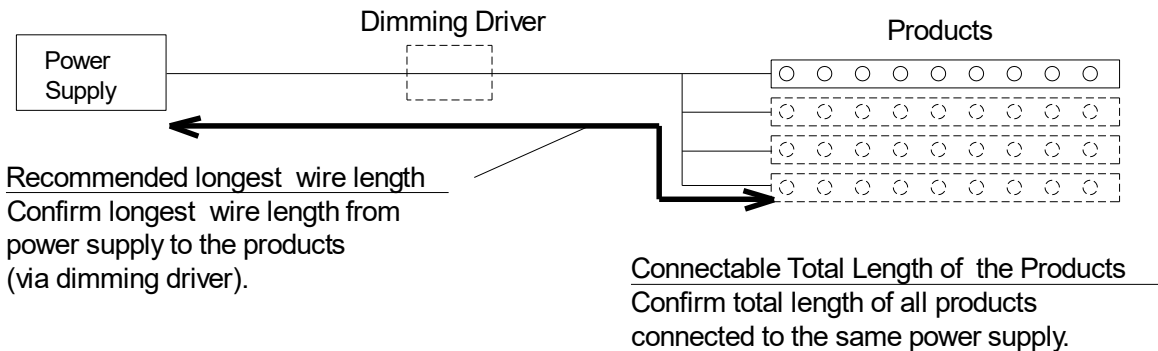 Dimming Driver
Products
Power
Supply
Recommended longest wire length
Confirm longest wire length from
power supply to the products
(via dimming driver).
Connectable Total Length of the Products
Confirm total length of all products
connected to the same power supply.